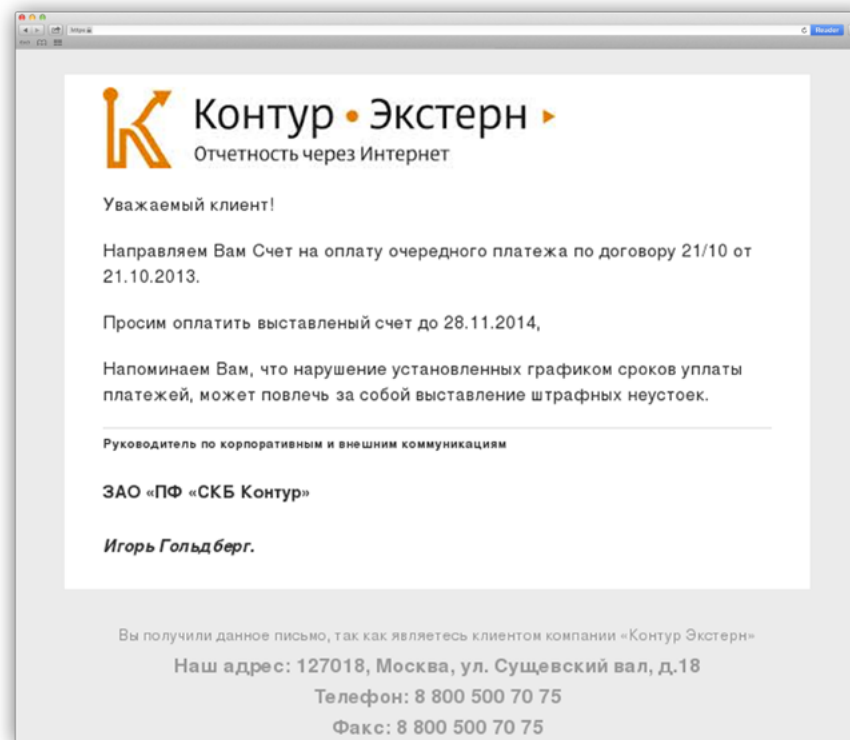 https
Reader
Контур • Экстерн
Отчетность через Интернет
Уважаемый клиент!
Направляем Вам Счет на оплату очередного платежа по договору 21/10 от
21.10.2013.
Просим оплатить выставленый счет до 28.11.2014,
Напоминаем Вам, что нарушение установленных графиком сроков уплаты
платежей, может повлечь за собой выставление штрафных неустоек.
Руководитель по корпоративным и внешним коммуникациям
ЗАО «ПФ «СКБ Контур»
Игорь Гольдберг.
Вы получили данное письмо, так как являетесь клиентом компании «Контур Экстерн»
Наш адрес: 127018, Москва, ул. Сущевский вал, д.18
Телефон: 8 800 500 70 75
Факс: 8 800 500 70 75